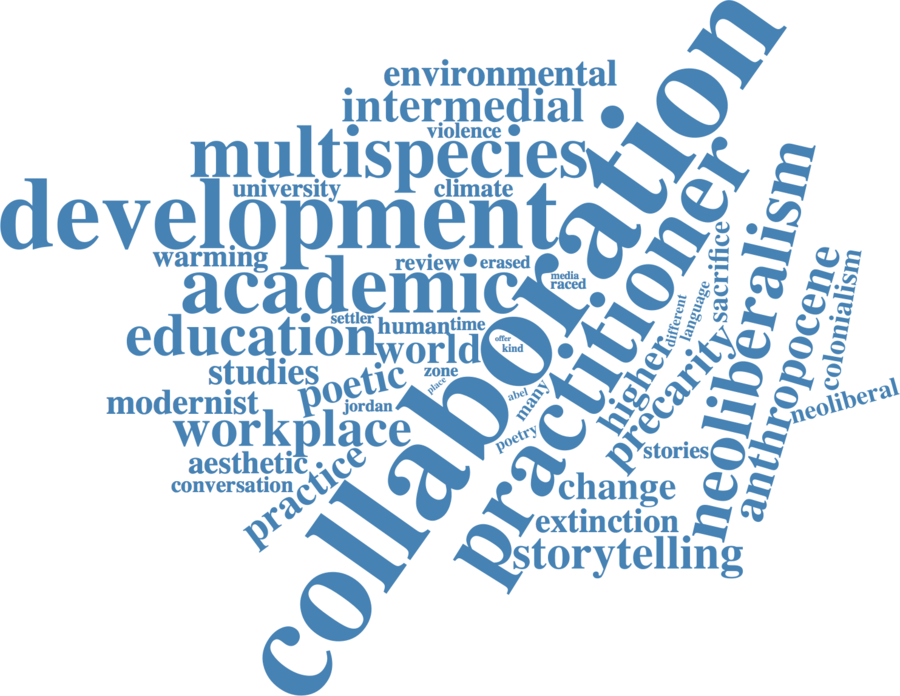 collaboration
environmental
intermedial
violence
multispecies
university
climate
development
practitioner
neoliberalism
warming
review
erased
media
raced
academic
sacrifice
anthropocene
colonialism
settler
human
time
different
language
education
world
offer
kind
higher
precarity
studies
zone
place
poetic
abel
many
neoliberal
modernist
jordan
workplace
poetry
stories
aesthetic
practice
conversation
change
extinction
storytelling